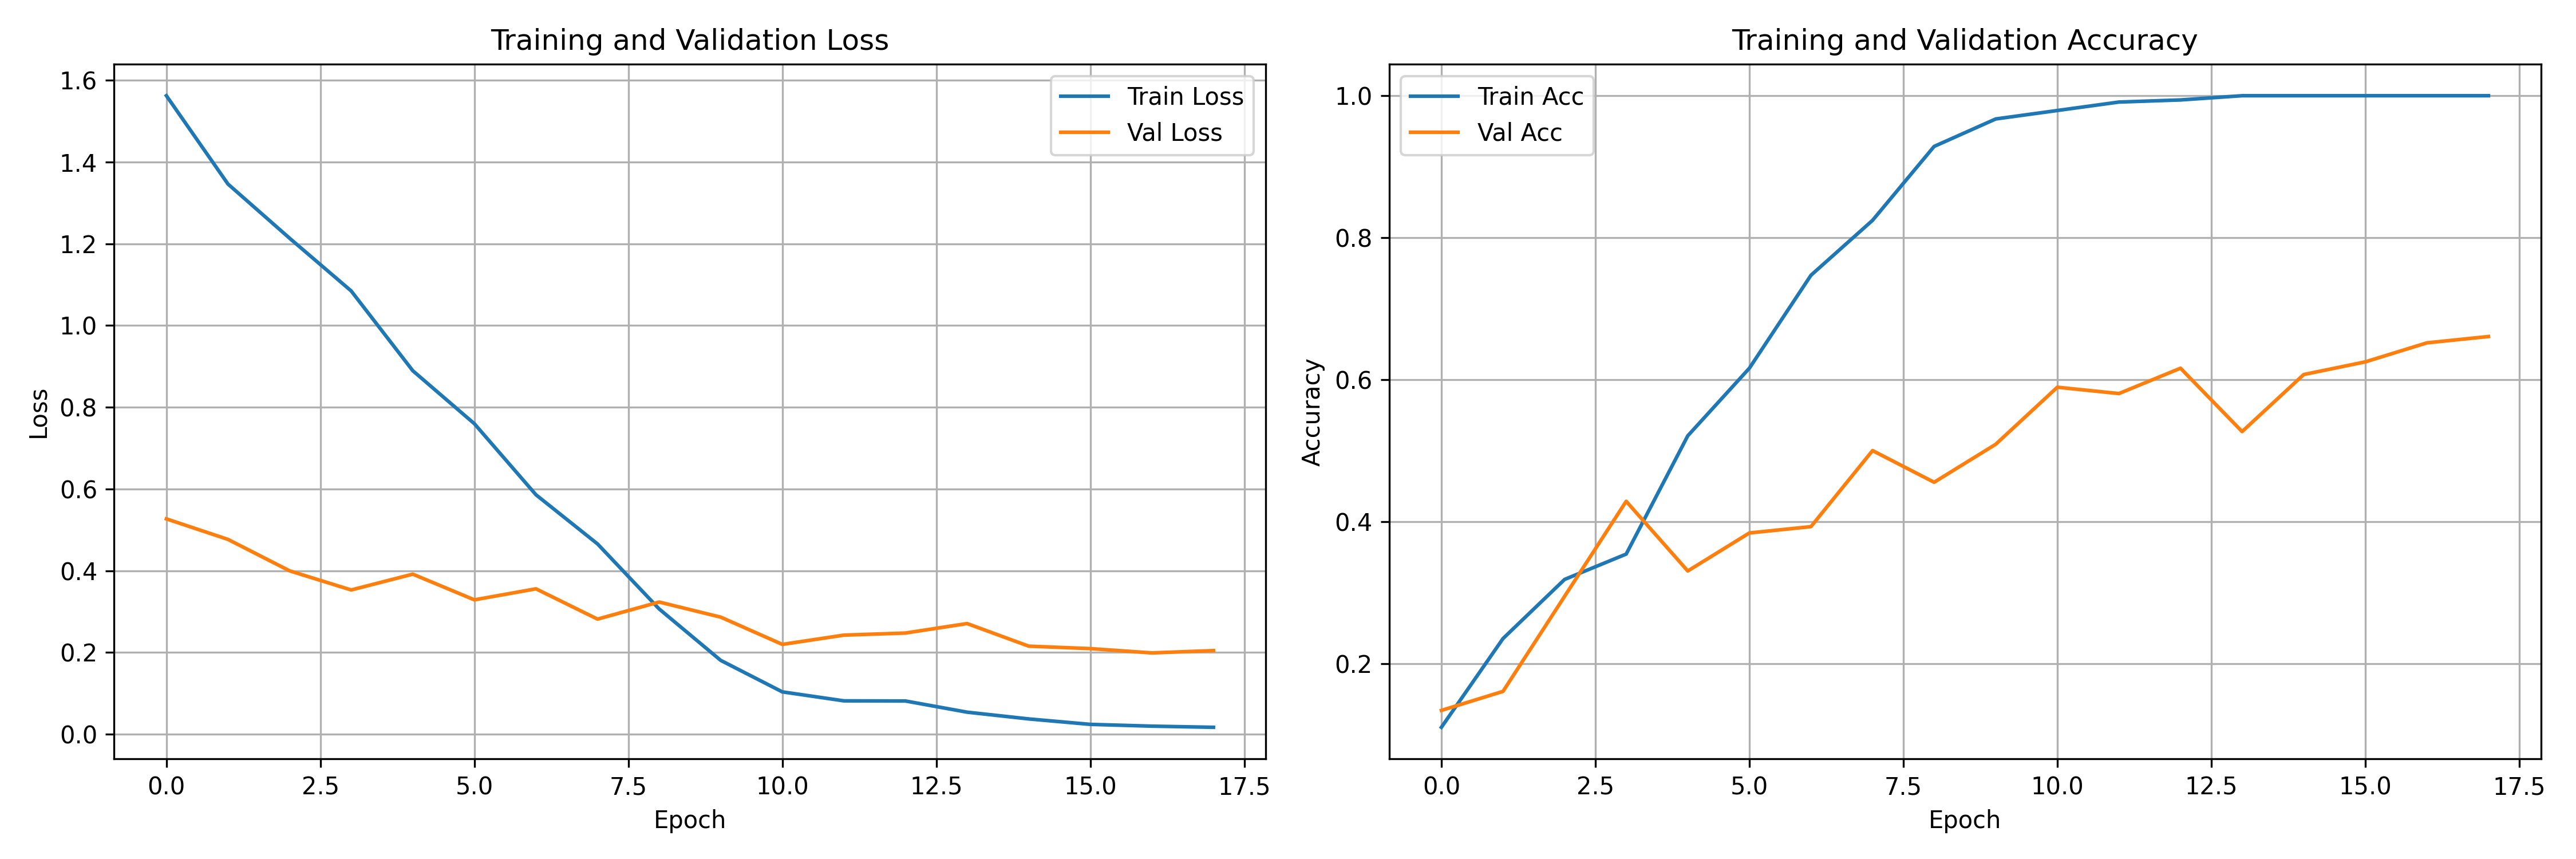 Training and Validation Loss
1.6
1.4
1.2
1.0
0.8
0.6
0.4
0.2
0.0
Loss
Train Loss
Val Loss
0.0 2.5 5.0 7.5 10.0 12.5 15.0 17.5
Epoch
Training and Validation Accuracy
1.0
0.8
0.6
0.4
0.2
Accuracy
Train Acc
Val Acc
0.0 2.5 5.0 7.5 10.0 12.5 15.0 17.5
Epoch